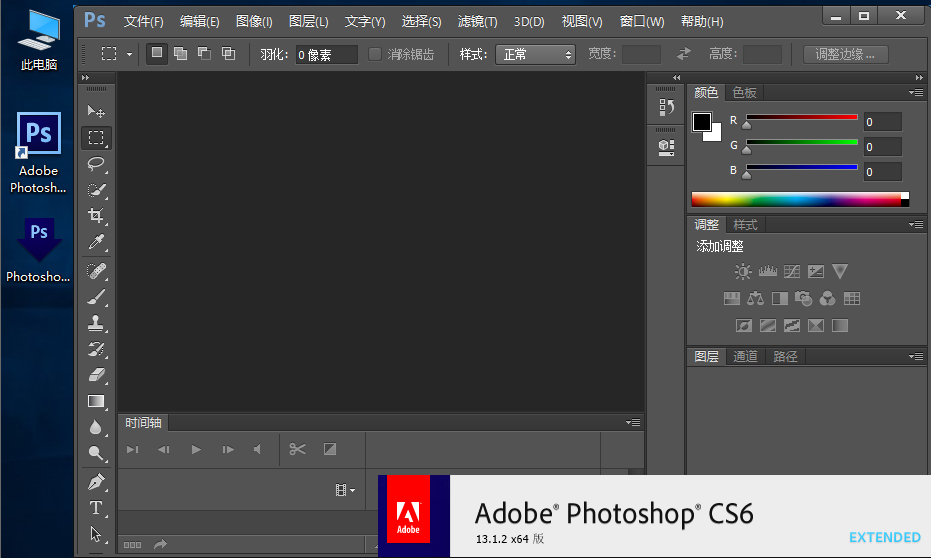 此电脑
Adobe
Photosh...
Ps
Photosho...
Ps 文件(F) 编辑(E) 图像(I) 图层(L) 文字(Y) 选择(S) 滤镜(T) 3D(D) 视图(V) 窗口(W) 帮助(H)
羽化: 0 像素 消除锯齿 样式: 正常 宽度: 高度: 调整边缘 ...
Ps
颜色 色板
R 0
G 0
B 0
调整 样式
添加调整
图层 通道 路径
时间轴
T
Adobe
Adobe® Photoshop® CS6
13.1.2 x64 版
EXTENDED